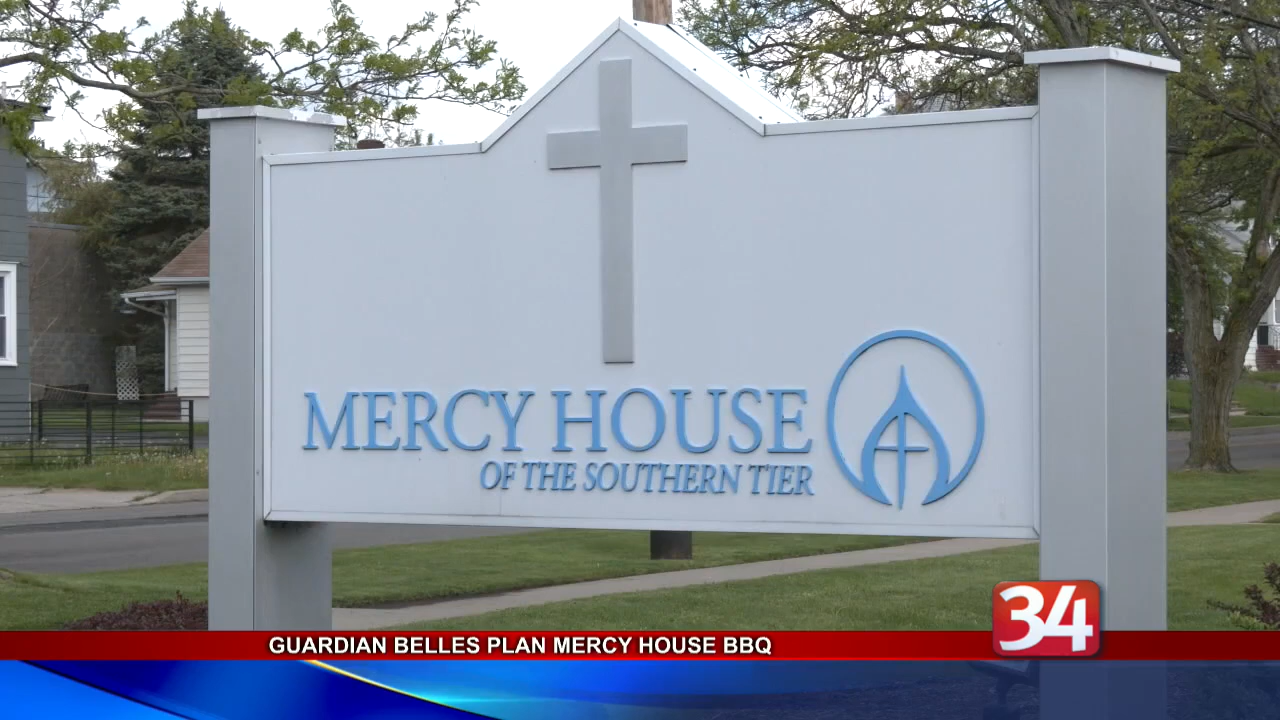 MERCY HOUSE
OF THE SOUTHERN TIER
34
GUARDIAN BELLES PLAN MERCY HOUSE BBQ